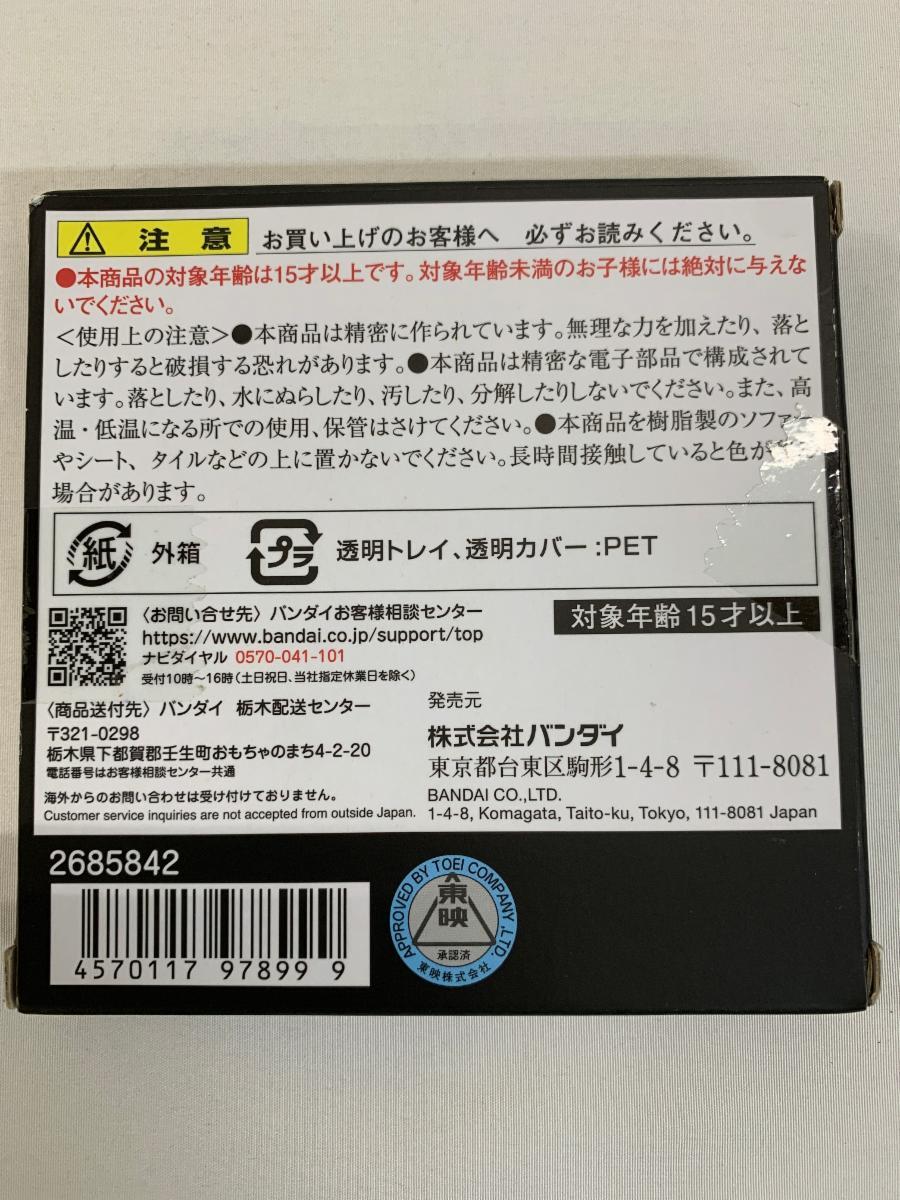 注意 お買い上げのお客様へ 必ずお読みください。
●本商品の対象年齢は15才以上です。対象年齢未満のお子様には絶対に与えな
いでください。
＜使用上の注意＞●本商品は精密に作られています。無理な力を加えたり、落と
したりすると破損する恐れがあります。●本商品は精密な電子部品で構成されて
います。落としたり、水にぬらしたり、汚したり、分解したりしないでください。また、高
温・低温になる所での使用、保管はさけてください。●本商品を樹脂製のソファー
やシート、タイルなどの上に置かないでください。長時間接触していると色が
場合があります。
紙 外箱 プラ 透明トレイ、透明カバー:PET
〈お問い合せ先〉バンダイお客様相談センター
https://www.bandai.co.jp/support/top
ナビダイヤル 0570-041-101
受付10時〜16時(土日祝日、当社指定休業日を除く)
対象年齢15才以上
〈商品送付先〉バンダイ 栃木配送センター
〒321-0298
栃木県下都賀郡壬生町おもちゃのまち4-2-20
電話番号はお客様相談センター共通
海外からのお問い合わせは受け付けておりません。
Customer service inquiries are not accepted from outside Japan.
発売元
株式会社バンダイ
東京都台東区駒形1-4-8 〒111-8081
BANDAI CO.,LTD.
1-4-8, Komagata, Taito-ku, Tokyo, 111-8081 Japan
2685842
4570117 978999
APPROVED BY TOEI COMPANY ,LTD.
東映
承認済
東映株式会社